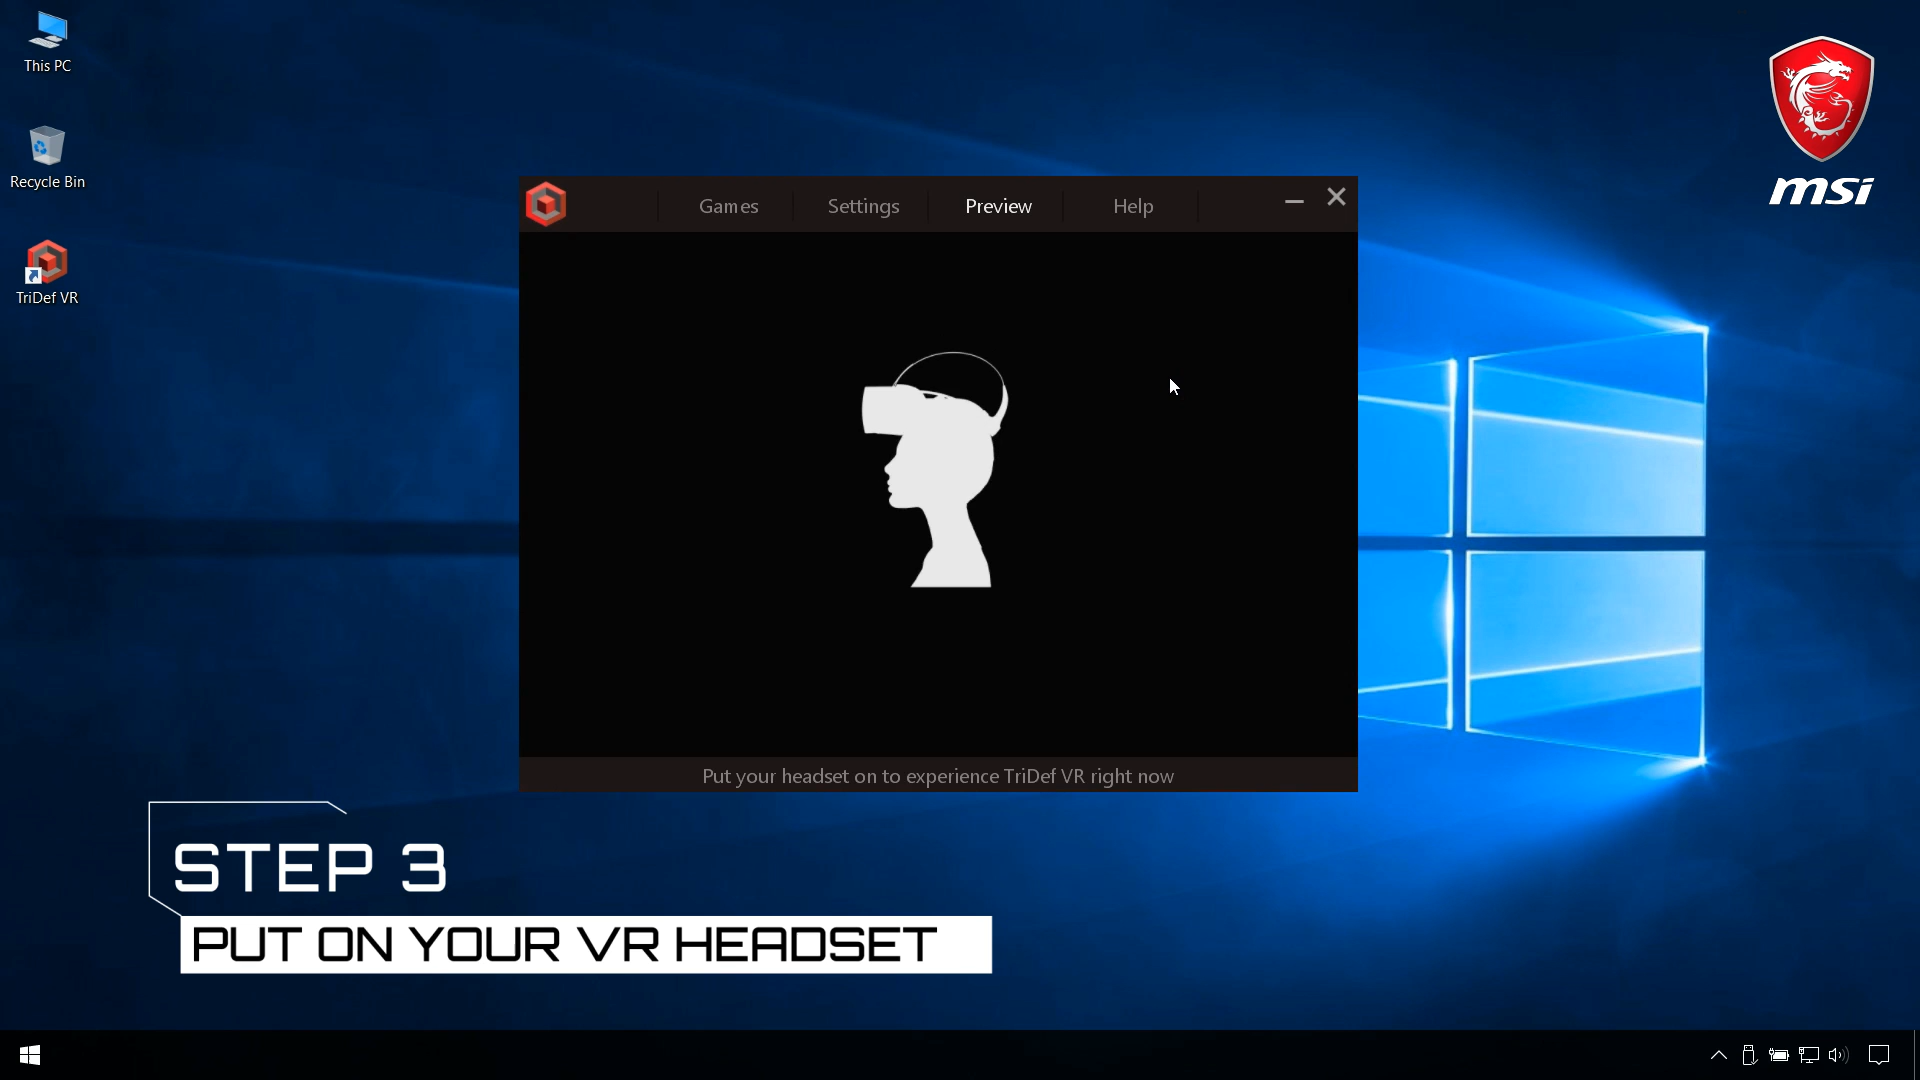 This PC
Recycle Bin
TriDef VR
msi
Games
Settings
Preview
Help
Put your headset on to experience TriDef VR right now
STEP 3
PUT ON YOUR VR HEADSET